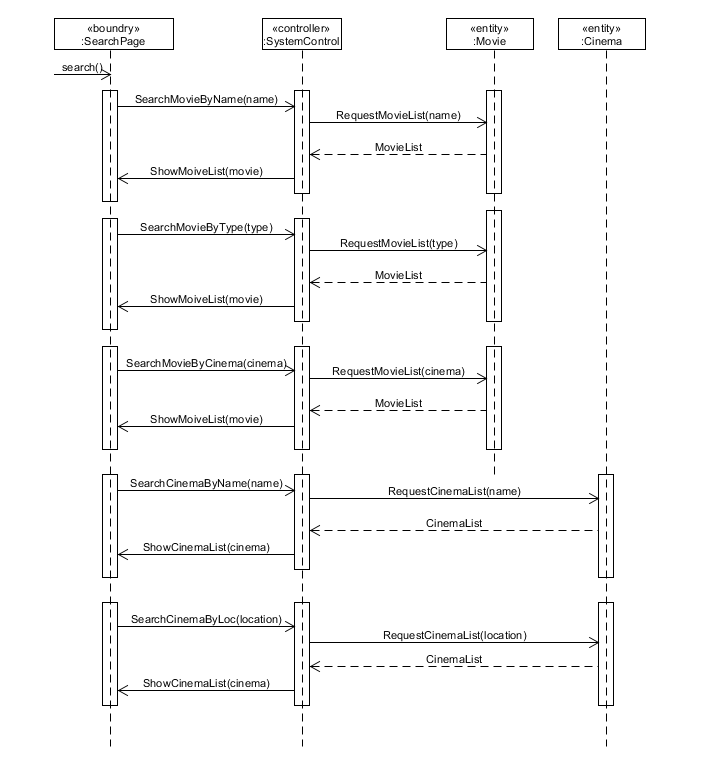 «boundry» «controller» «entity» «entity»
:SearchPage :SystemControl :Movie :Cinema
search()
SearchMovieByName(name)
RequestMovieList(name)
MovieList
ShowMoiveList(movie)
SearchMovieByType(type)
RequestMovieList(type)
MovieList
ShowMoiveList(movie)
SearchMovieByCinema(cinema)
RequestMovieList(cinema)
MovieList
ShowMoiveList(movie)
SearchCinemaByName(name)
RequestCinemaList(name)
CinemaList
ShowCinemaList(cinema)
SearchCinemaByLoc(location)
RequestCinemaList(location)
CinemaList
ShowCinemaList(cinema)